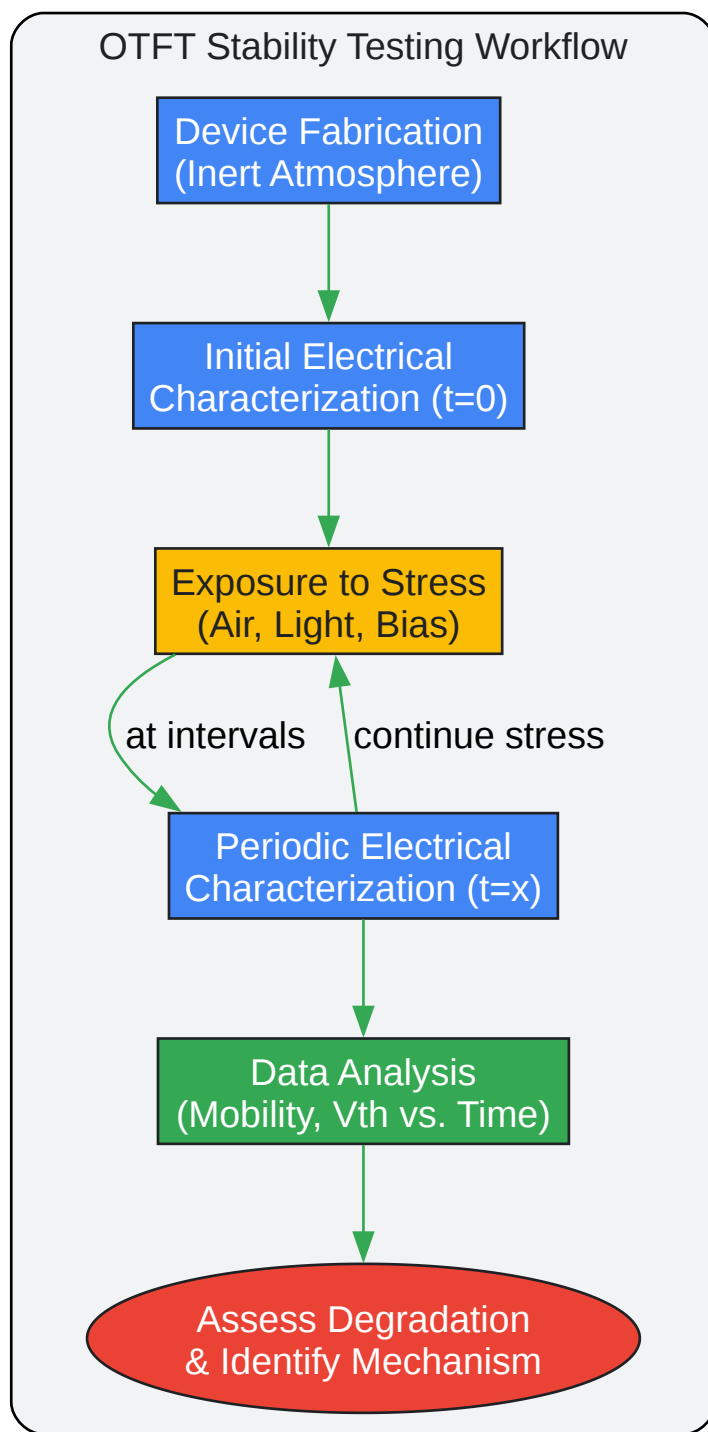 OTFT Stability Testing Workflow
Device Fabrication
(Inert Atmosphere)
Initial Electrical
Characterization (t=0)
Exposure to Stress
(Air, Light, Bias)
at intervals
continue stress
Periodic Electrical
Characterization (t=x)
Data Analysis
(Mobility, Vth vs. Time)
Assess Degradation
& Identify Mechanism